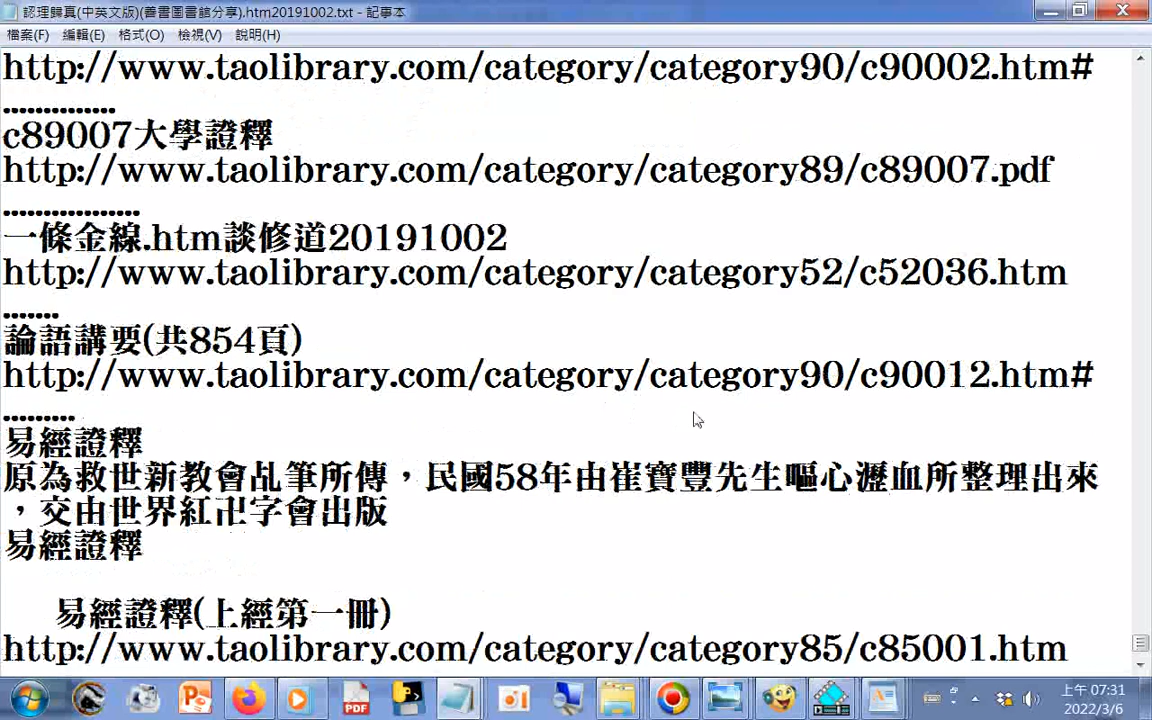 認理歸真(中英文版)(善書圖書館分享).htm20191002.txt - 記事本
檔案(F) 編輯(E) 格式(O) 檢視(V) 說明(H)
http://www.taolibrary.com/category/category90/c90002.htm#
..............
c89007大學證釋
http://www.taolibrary.com/category/category89/c89007.pdf
.................
一條金線.htm談修道20191002
http://www.taolibrary.com/category/category52/c52036.htm
.......
論語講要(共854頁)
http://www.taolibrary.com/category/category90/c90012.htm#
.........
易經證釋
原為救世新教會乩筆所傳，民國58年由崔寶豐先生嘔心瀝血所整理出來
，交由世界紅卍字會出版
易經證釋
易經證釋(上經第一冊)
http://www.taolibrary.com/category/category85/c85001.htm
上午 07:31
2022/3/6